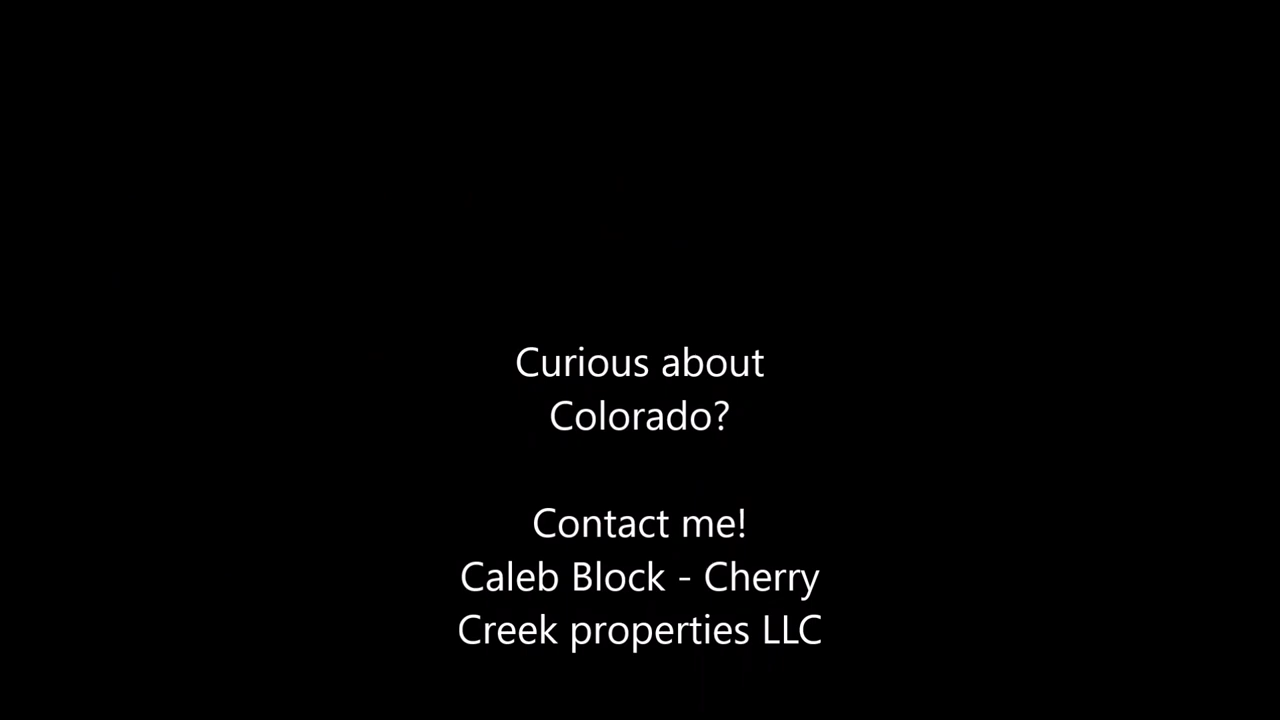 Curious about
Colorado?
Contact me!
Caleb Block - Cherry
Creek properties LLC